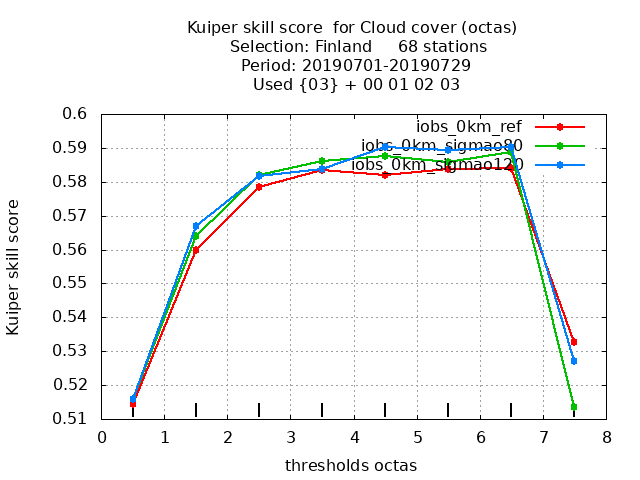 Kuiper skill score  for Cloud cover (octas)
Selection: Finland     68 stations
Period: 20190701-20190729
Used {03} + 00 01 02 03
0.6
0.59
0.58
0.57
0.56
0.55
0.54
0.53
0.52
0.51
Kuiper skill score
iobs_0km_ref
iobs_0km_sigmao80
iobs_0km_sigmao120
0 1 2 3 4 5 6 7 8
thresholds octas